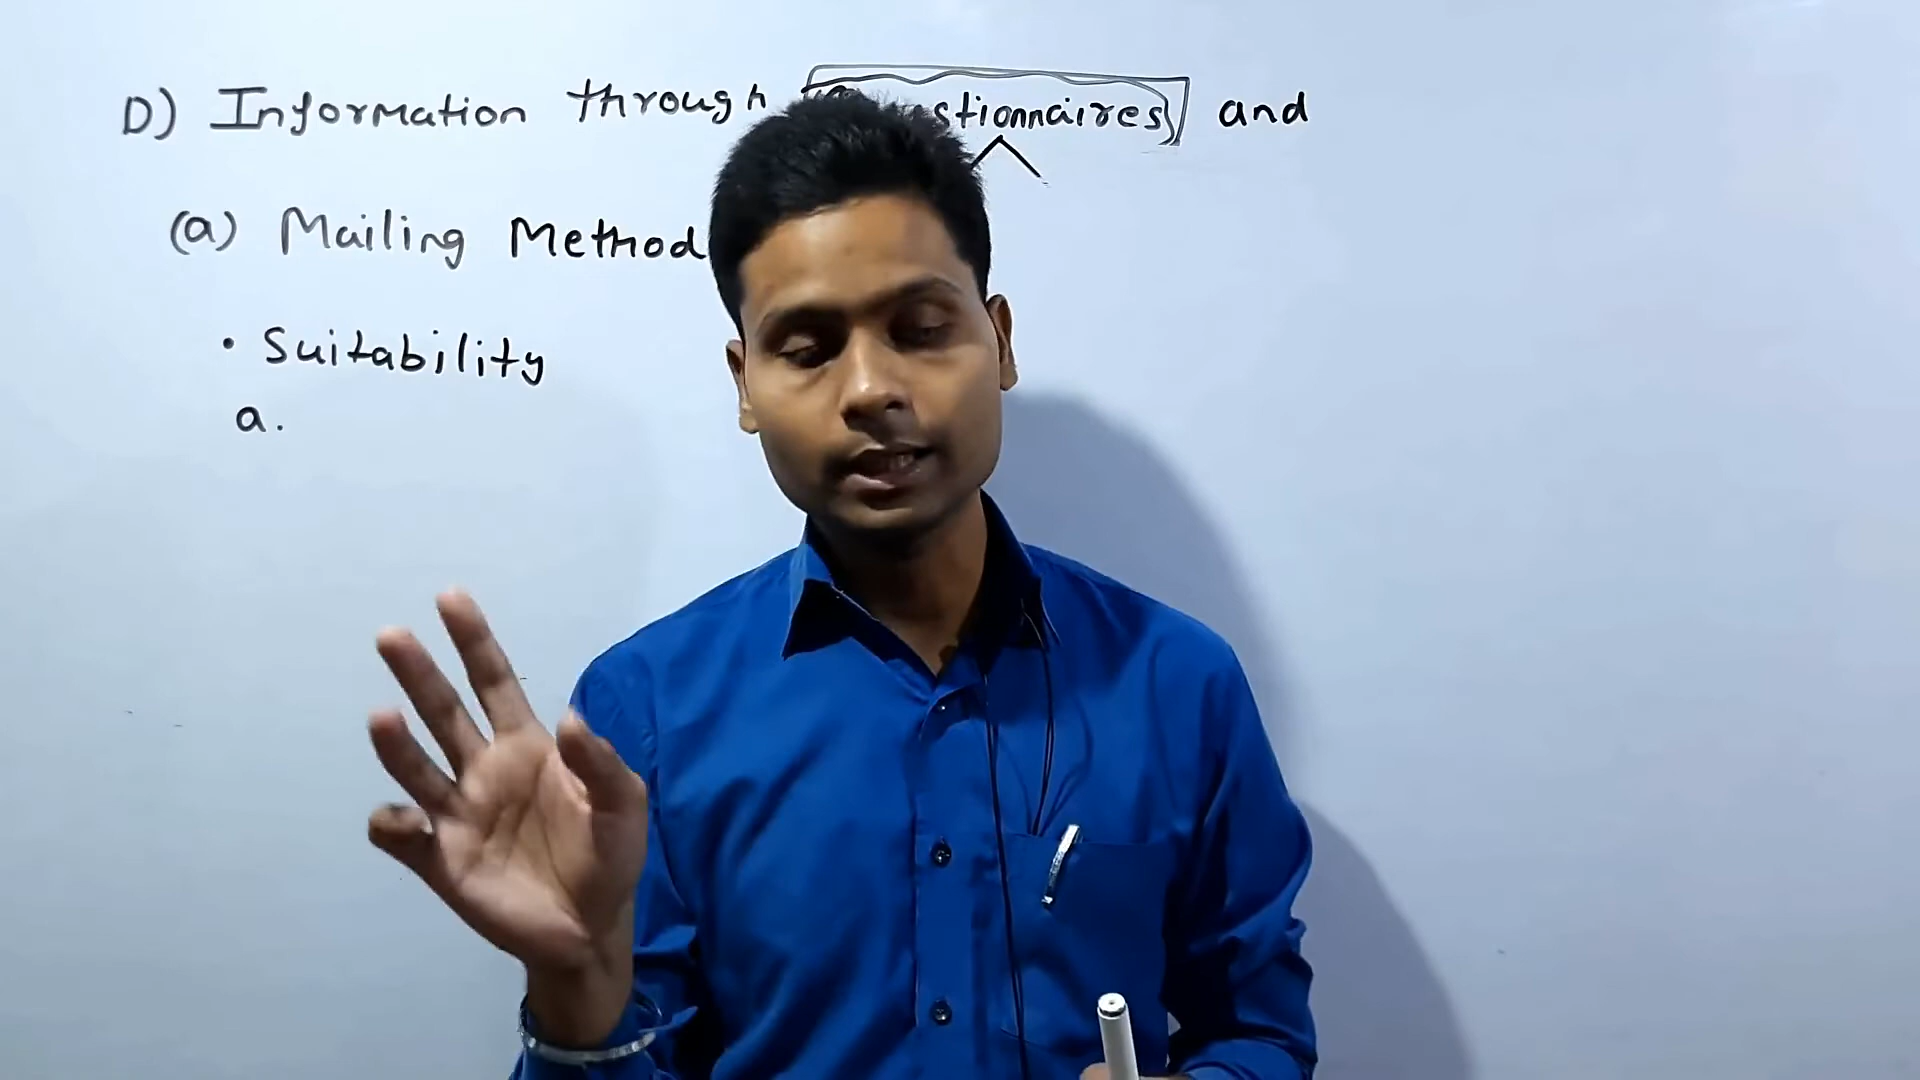 D) Information through and
(a) Mailing Method
• Suitability
a.